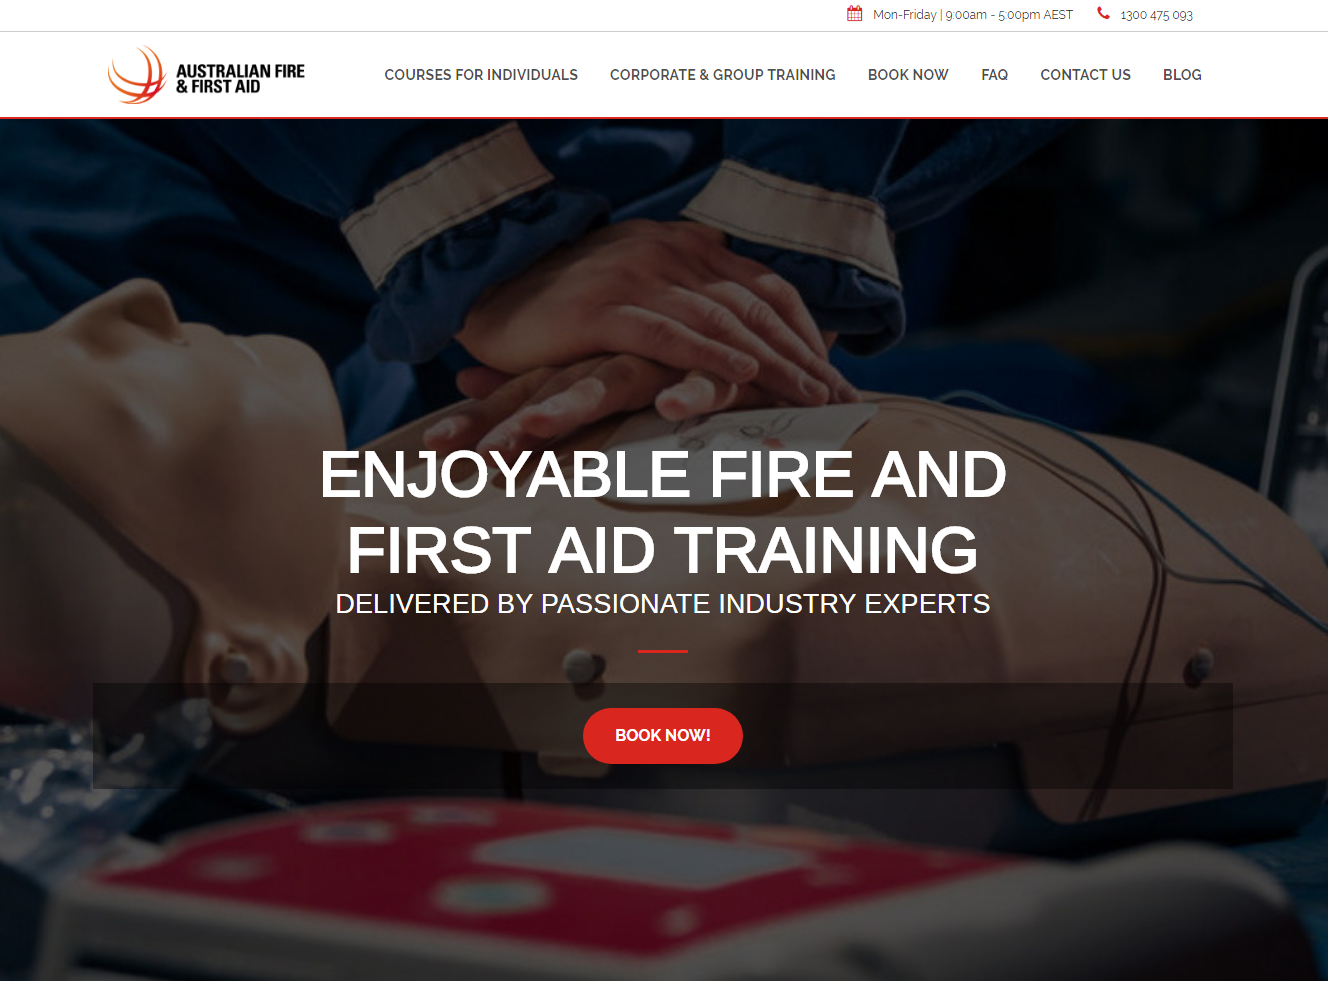 Mon-Friday | 9:00am - 5:00pm AEST 1300 475 093
AUSTRALIAN FIRE
& FIRST AID
COURSES FOR INDIVIDUALS CORPORATE & GROUP TRAINING BOOK NOW FAQ CONTACT US BLOG
ENJOYABLE FIRE AND
FIRST AID TRAINING
DELIVERED BY PASSIONATE INDUSTRY EXPERTS
BOOK NOW!